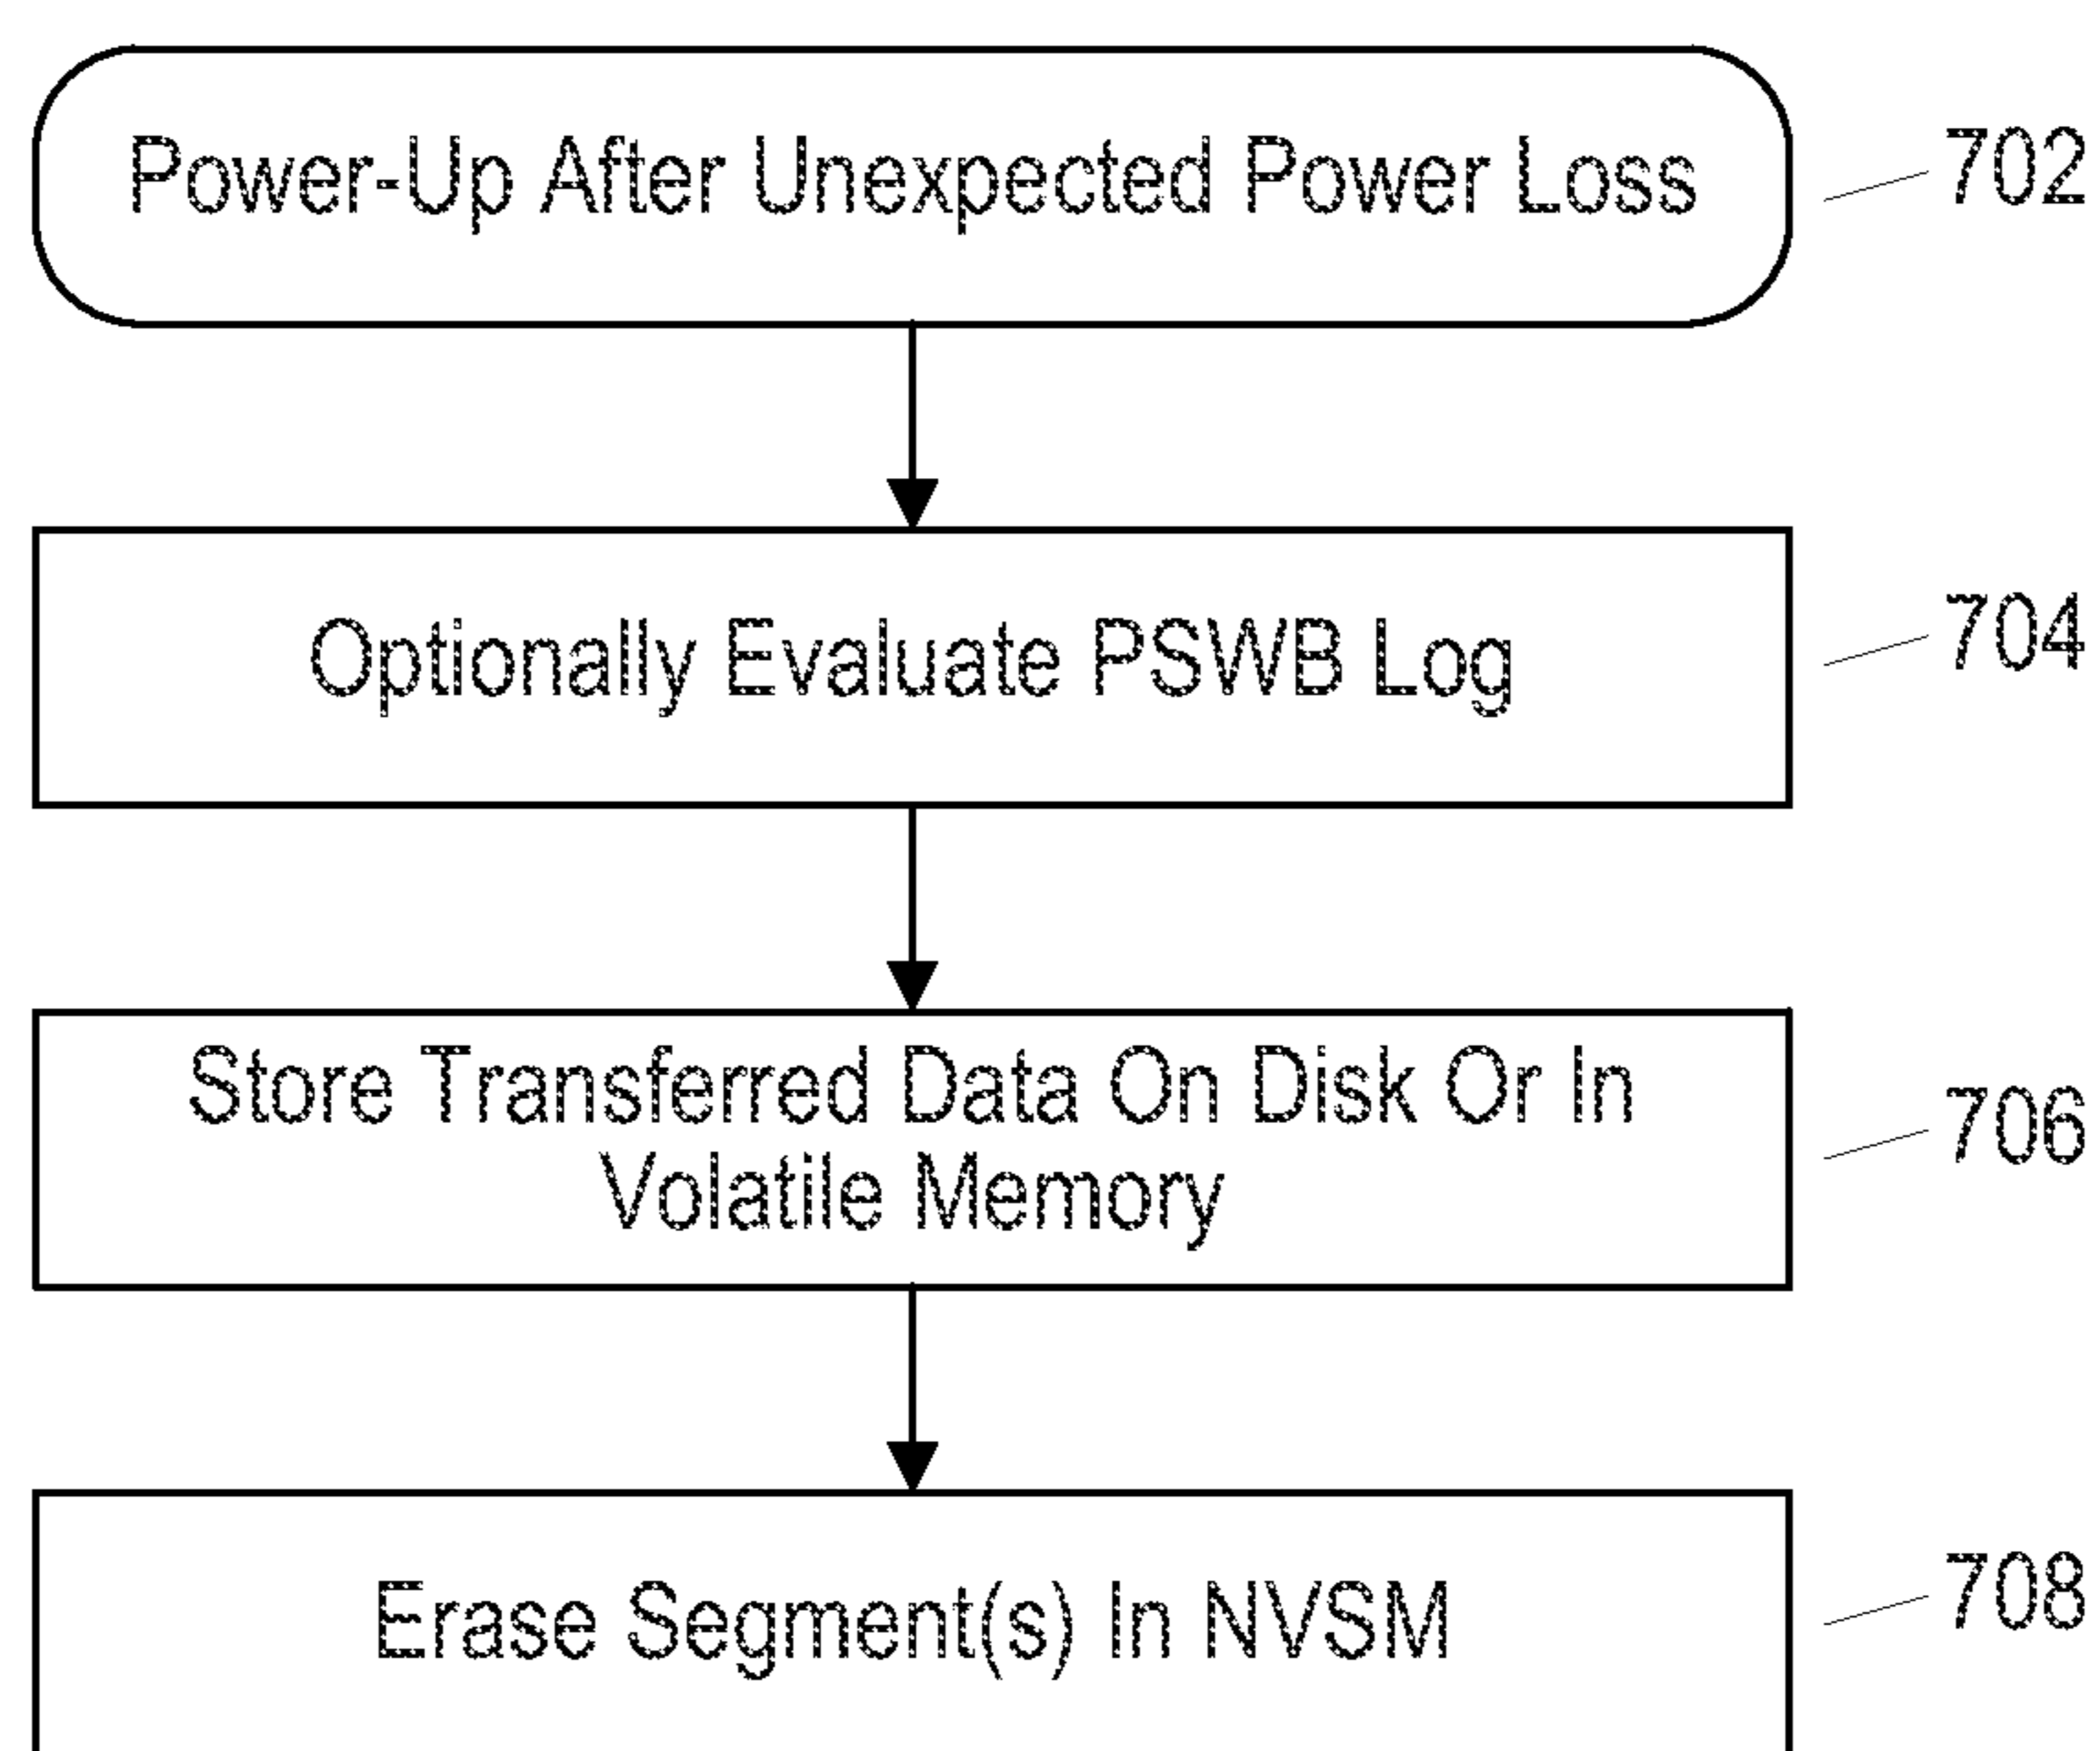 Power-Up After Unexpected Power Loss
702
Optionally Evaluate PSWB Log
704
Store Transferred Data On Disk Or In
Volatile Memory
706
Erase Segment(s) In NVSM
708